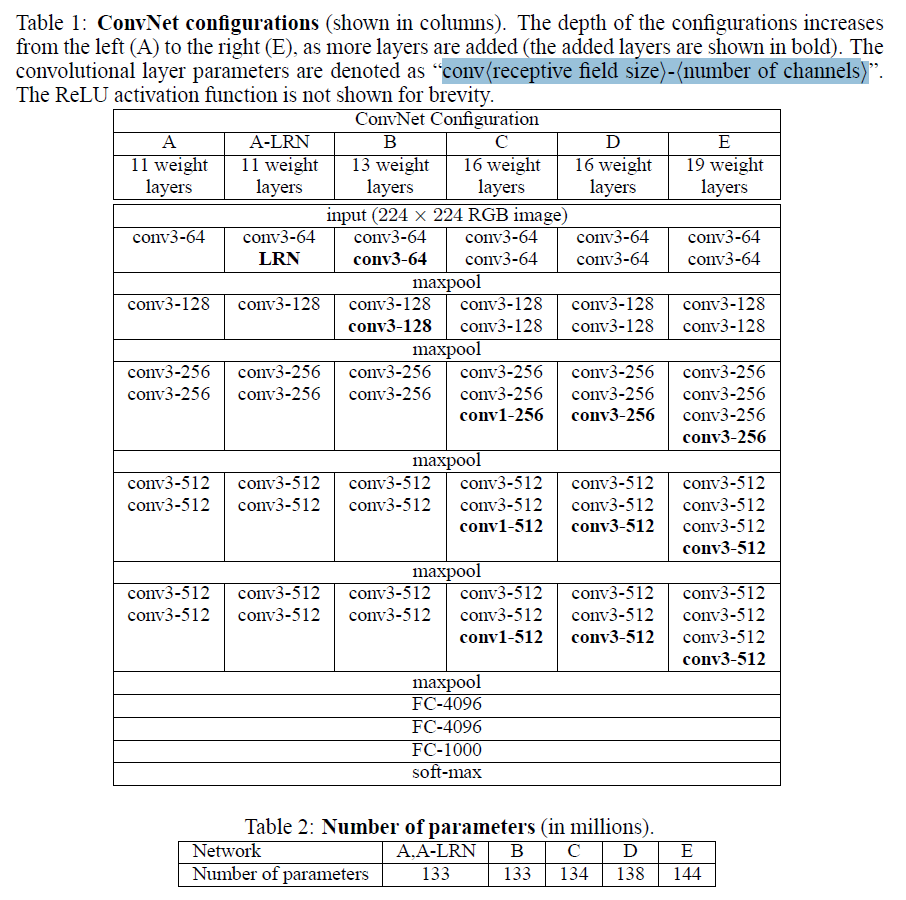 Table 1: ConvNet configurations (shown in columns). The depth of the configurations increases
from the left (A) to the right (E), as more layers are added (the added layers are shown in bold). The
convolutional layer parameters are denoted as “conv⟨receptive field size⟩-⟨number of channels⟩”.
The ReLU activation function is not shown for brevity.
ConvNet Configuration
A A-LRN B C D E
11 weight 11 weight 13 weight 16 weight 16 weight 19 weight
layers layers layers layers layers layers
input (224 × 224 RGB image)
conv3-64 conv3-64 conv3-64 conv3-64 conv3-64 conv3-64
LRN conv3-64 conv3-64 conv3-64 conv3-64
maxpool
conv3-128 conv3-128 conv3-128 conv3-128 conv3-128 conv3-128
conv3-128 conv3-128 conv3-128 conv3-128
maxpool
conv3-256 conv3-256 conv3-256 conv3-256 conv3-256 conv3-256
conv3-256 conv3-256 conv3-256 conv3-256 conv3-256 conv3-256
conv1-256 conv3-256 conv3-256
conv3-256
maxpool
conv3-512 conv3-512 conv3-512 conv3-512 conv3-512 conv3-512
conv3-512 conv3-512 conv3-512 conv3-512 conv3-512 conv3-512
conv1-512 conv3-512 conv3-512
conv3-512
maxpool
conv3-512 conv3-512 conv3-512 conv3-512 conv3-512 conv3-512
conv3-512 conv3-512 conv3-512 conv3-512 conv3-512 conv3-512
conv1-512 conv3-512 conv3-512
conv3-512
maxpool
FC-4096
FC-4096
FC-1000
soft-max
Table 2: Number of parameters (in millions).
Network A,A-LRN B C D E
Number of parameters 133 133 134 138 144